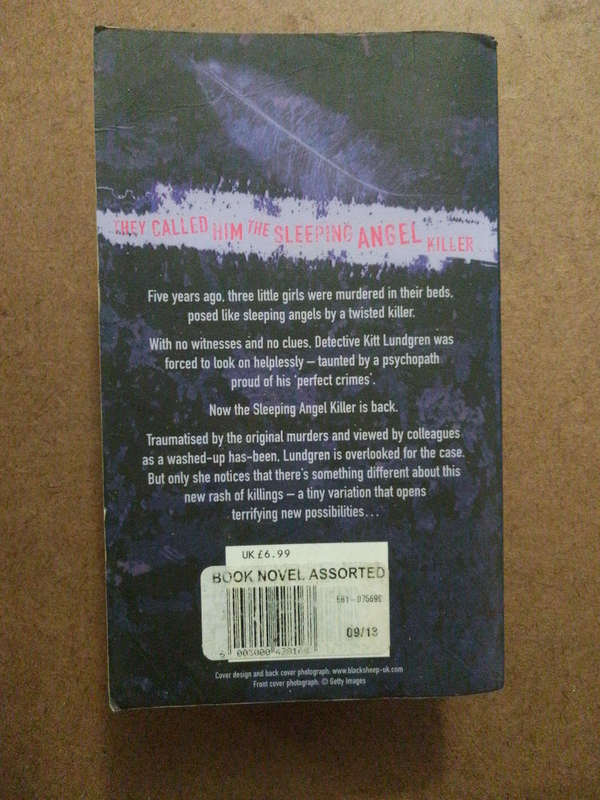 THEY CALLED HIM THE SLEEPING ANGEL KILLER
Five years ago, three little girls were murdered in their beds,
posed like sleeping angels by a twisted killer.
With no witnesses and no clues, Detective Kitt Lundgren was
forced to look on helplessly – taunted by a psychopath
proud of his 'perfect crimes'.
Now the Sleeping Angel Killer is back.
Traumatised by the original murders and viewed by colleagues
as a washed-up has-been, Lundgren is overlooked for the case.
But only she notices that there's something different about this
new rash of killings – a tiny variation that opens
terrifying new possibilities...
UK £6.99
BOOK NOVEL ASSORTED
09/13
Cover design and back cover photograph: www.blacksheep-uk.com
Front cover photograph: © Getty Images